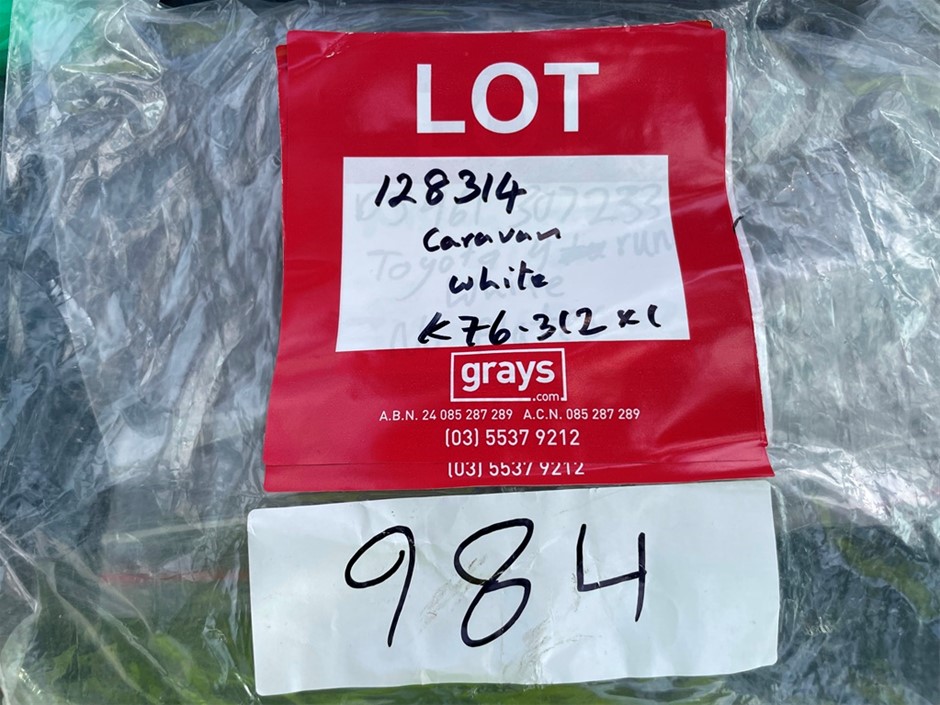 LOT
128314
Caravan
white
K76.312 x1
grays
.com
A.B.N. 24 085 287 289 A.C.N. 085 287 289
(03) 5537 9212
(03) 5537 9212
984